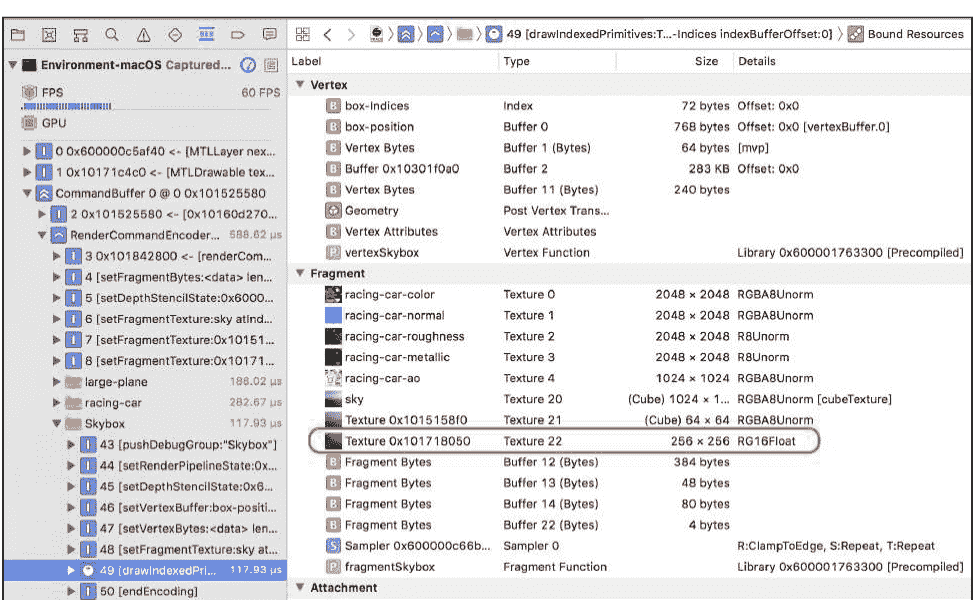 49 [drawIndexedPrimitives:T...-Indices indexBufferOffset:0] Bound Resources
Environment-macOS Captured...
FPS 60 FPS
GPU
0 0x600000c5af40 <- [MTLLayer nex...
1 0x10171c4c0 <- [MTLDrawable tex...
CommandBuffer 0 @ 0 0x101525580
2 0x101525580 <- [0x10160d270...
RenderCommandEncoder... 588.62 µs
3 0x101842800 <- [renderCom...
4 [setFragmentBytes:<data> len...
5 [setDepthStencilState:0x6000...
6 [setFragmentTexture:sky atInd...
7 [setFragmentTexture:0x10151...
8 [setFragmentTexture:0x10171...
large-plane 186.02 µs
racing-car 282.67 µs
Skybox 117.93 µs
43 [pushDebugGroup:"Skybox"]
44 [setRenderPipelineState:0x...
45 [setDepthStencilState:0x6...
46 [setVertexBuffer:box-positi...
47 [setVertexBytes:<data> len...
48 [setFragmentTexture:sky at...
49 [drawIndexedPri... 117.93 µs
50 [endEncoding]
Label Type Size Details
Vertex
box-Indices Index 72 bytes Offset: 0x0
box-position Buffer 0 768 bytes Offset: 0x0 [vertexBuffer.0]
Vertex Bytes Buffer 1 (Bytes) 64 bytes [mvp]
Buffer 0x10301f0a0 Buffer 2 283 KB Offset: 0x0
Vertex Bytes Buffer 11 (Bytes) 240 bytes
Geometry Post Vertex Trans...
Vertex Attributes Vertex Attributes
vertexSkybox Vertex Function Library 0x600001763300 [Precompiled]
Fragment
racing-car-color Texture 0 2048 × 2048 RGBA8Unorm
racing-car-normal Texture 1 2048 × 2048 RGBA8Unorm
racing-car-roughness Texture 2 2048 × 2048 R8Unorm
racing-car-metallic Texture 3 2048 × 2048 R8Unorm
racing-car-ao Texture 4 1024 × 1024 RGBA8Unorm
sky Texture 20 (Cube) 1024 × 1... RGBA8Unorm [cubeTexture]
Texture 0x1015158f0 Texture 21 (Cube) 64 × 64 RGBA8Unorm
Texture 0x101718050 Texture 22 256 × 256 RG16Float
Fragment Bytes Buffer 12 (Bytes) 384 bytes
Fragment Bytes Buffer 13 (Bytes) 48 bytes
Fragment Bytes Buffer 14 (Bytes) 80 bytes
Fragment Bytes Buffer 22 (Bytes) 4 bytes
Sampler 0x600000c66b... Sampler 0 R:ClampToEdge, S:Repeat, T:Repeat
fragmentSkybox Fragment Function Library 0x600001763300 [Precompiled]
Attachment